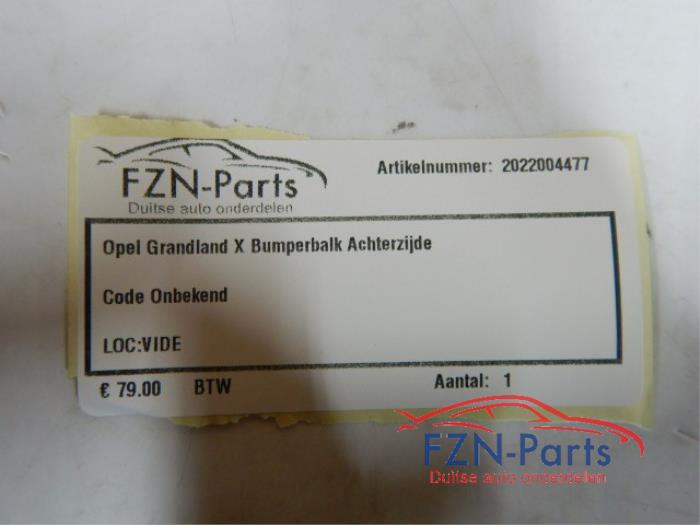 FZN-Parts
Duitse auto onderdelen
Artikelnummer: 2022004477
Opel Grandland X Bumperbalk Achterzijde
Code Onbekend
LOC:VIDE
€ 79.00 BTW Aantal: 1
FZN-Parts
Duitse auto onderdelen